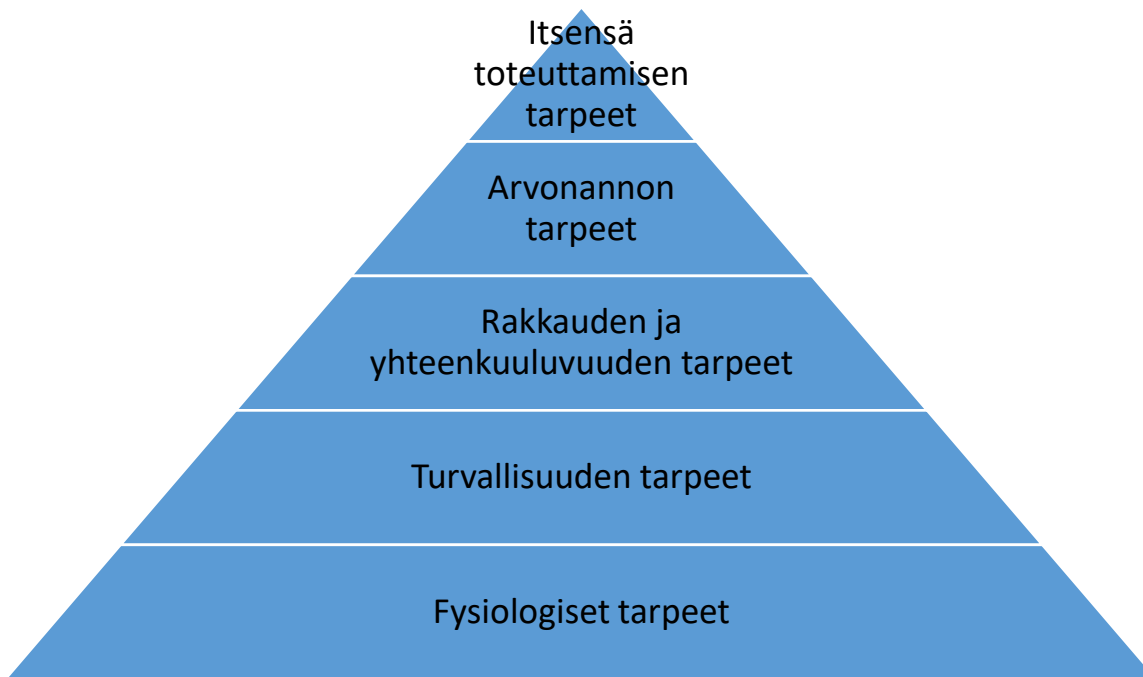 Itsensä
toteuttamisen
tarpeet
Arvonannon
tarpeet
Rakkauden ja
yhteenkuuluvuuden tarpeet
Turvallisuuden tarpeet
Fysiologiset tarpeet